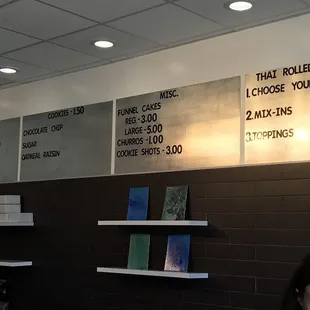 COOKIES - 1.50
CHOCOLATE CHIP
SUGAR
OATMEAL RAISIN
MISC.
FUNNEL CAKES
REG. - 3.00
LARGE - 5.00
CHURROS - 1.00
COOKIE SHOTS - 3.00
THAI ROLLED
1. CHOOSE YOUR
2. MIX-INS
3. TOPPINGS